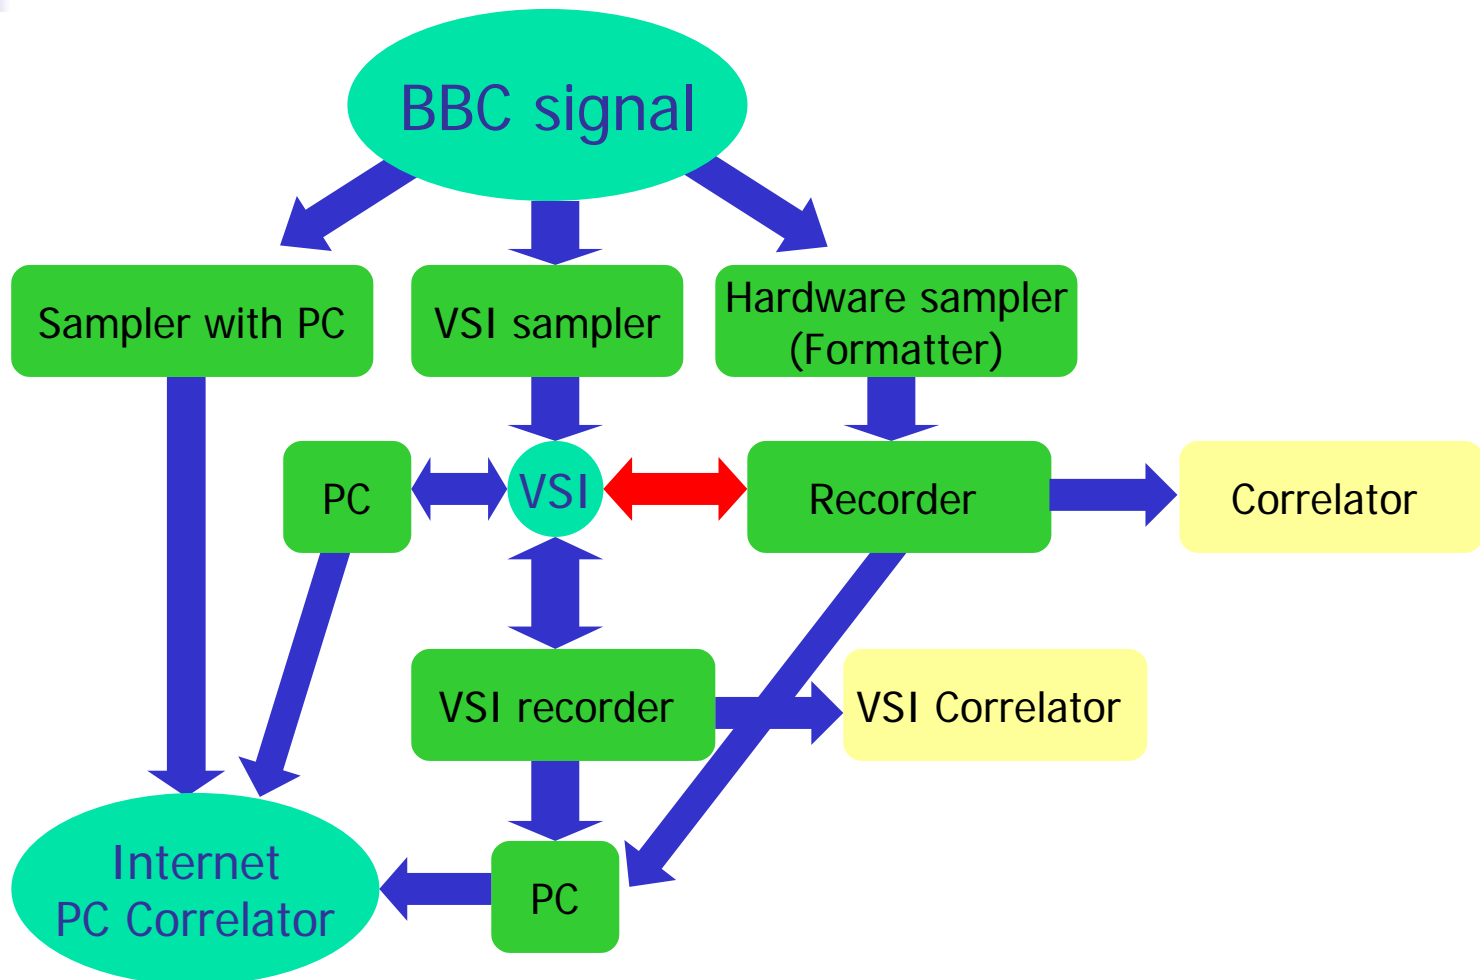 BBC signal
Sampler with PC
VSI sampler
Hardware sampler
(Formatter)
PC
VSI
Recorder
Correlator
VSI recorder
VSI Correlator
Internet
PC Correlator
PC